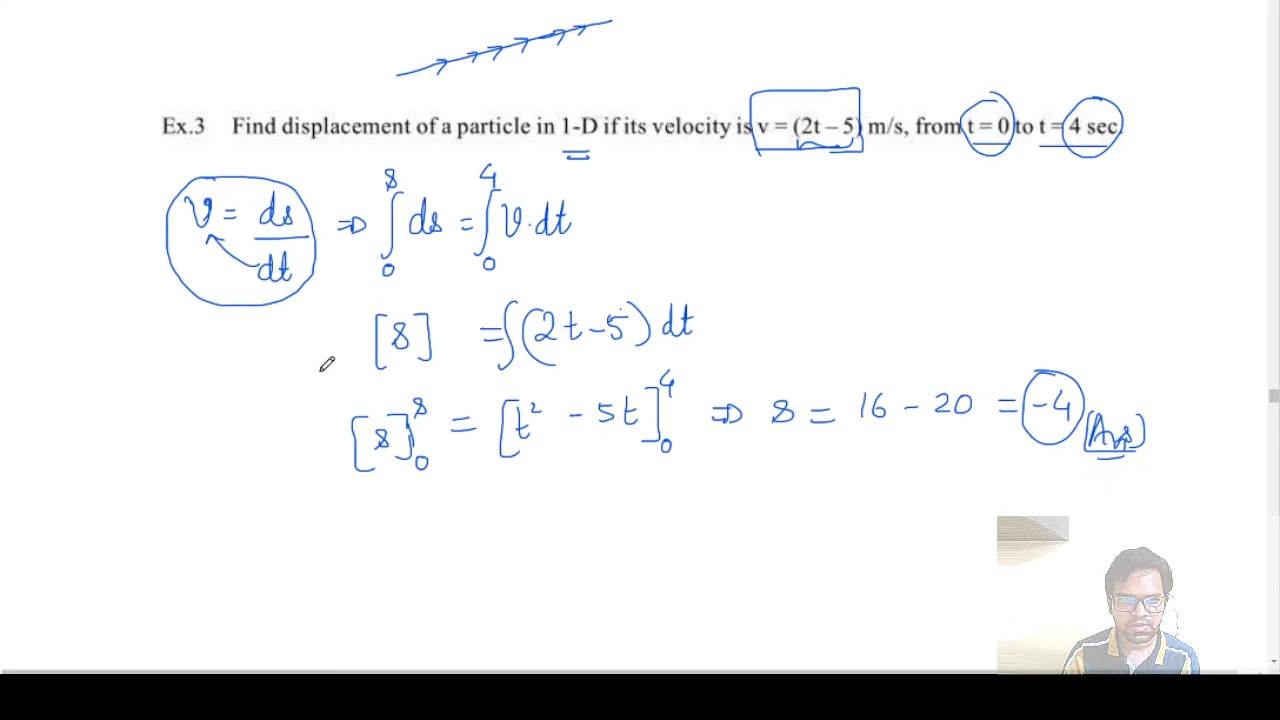 Ex.3 Find displacement of a particle in 1-D if its velocity is v = (2t – 5) m/s, from t = 0 to t = 4 sec.
v = ds/dt ⇒ ∫₀ˢ ds = ∫₀⁴ v·dt
[s] = ∫(2t – 5) dt
[s]₀ˢ = [t² – 5t]₀⁴ ⇒ s = 16 – 20 = –4 (Ans)